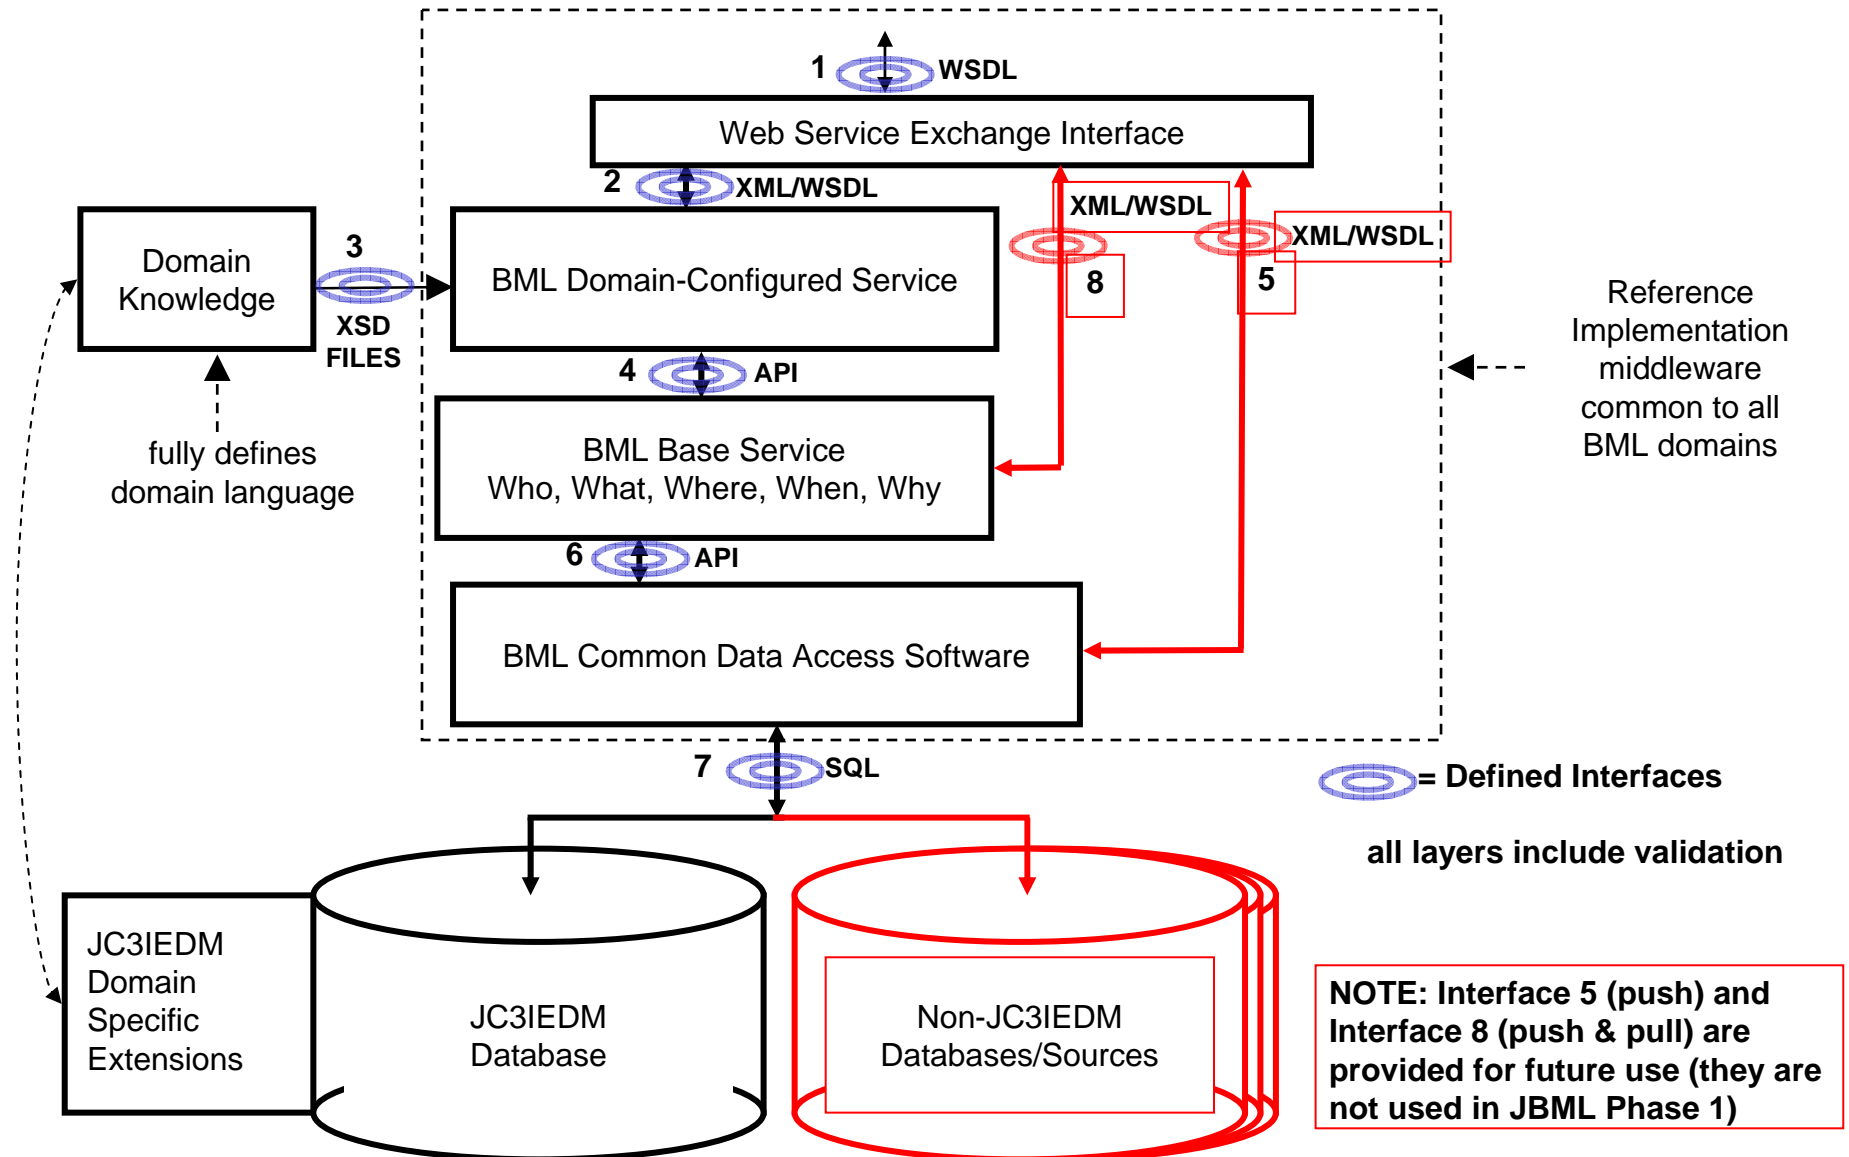 1
WSDL
Web Service Exchange Interface
2
XML/WSDL
XML/WSDL
XML/WSDL
8
5
Domain
Knowledge
3
XSD
FILES
BML Domain-Configured Service
Reference
Implementation
middleware
common to all
BML domains
4
API
fully defines
domain language
BML Base Service
Who, What, Where, When, Why
6
API
BML Common Data Access Software
7
SQL
= Defined Interfaces
all layers include validation
JC3IEDM
Domain
Specific
Extensions
JC3IEDM
Database
Non-JC3IEDM
Databases/Sources
NOTE: Interface 5 (push) and
Interface 8 (push & pull) are
provided for future use (they are
not used in JBML Phase 1)